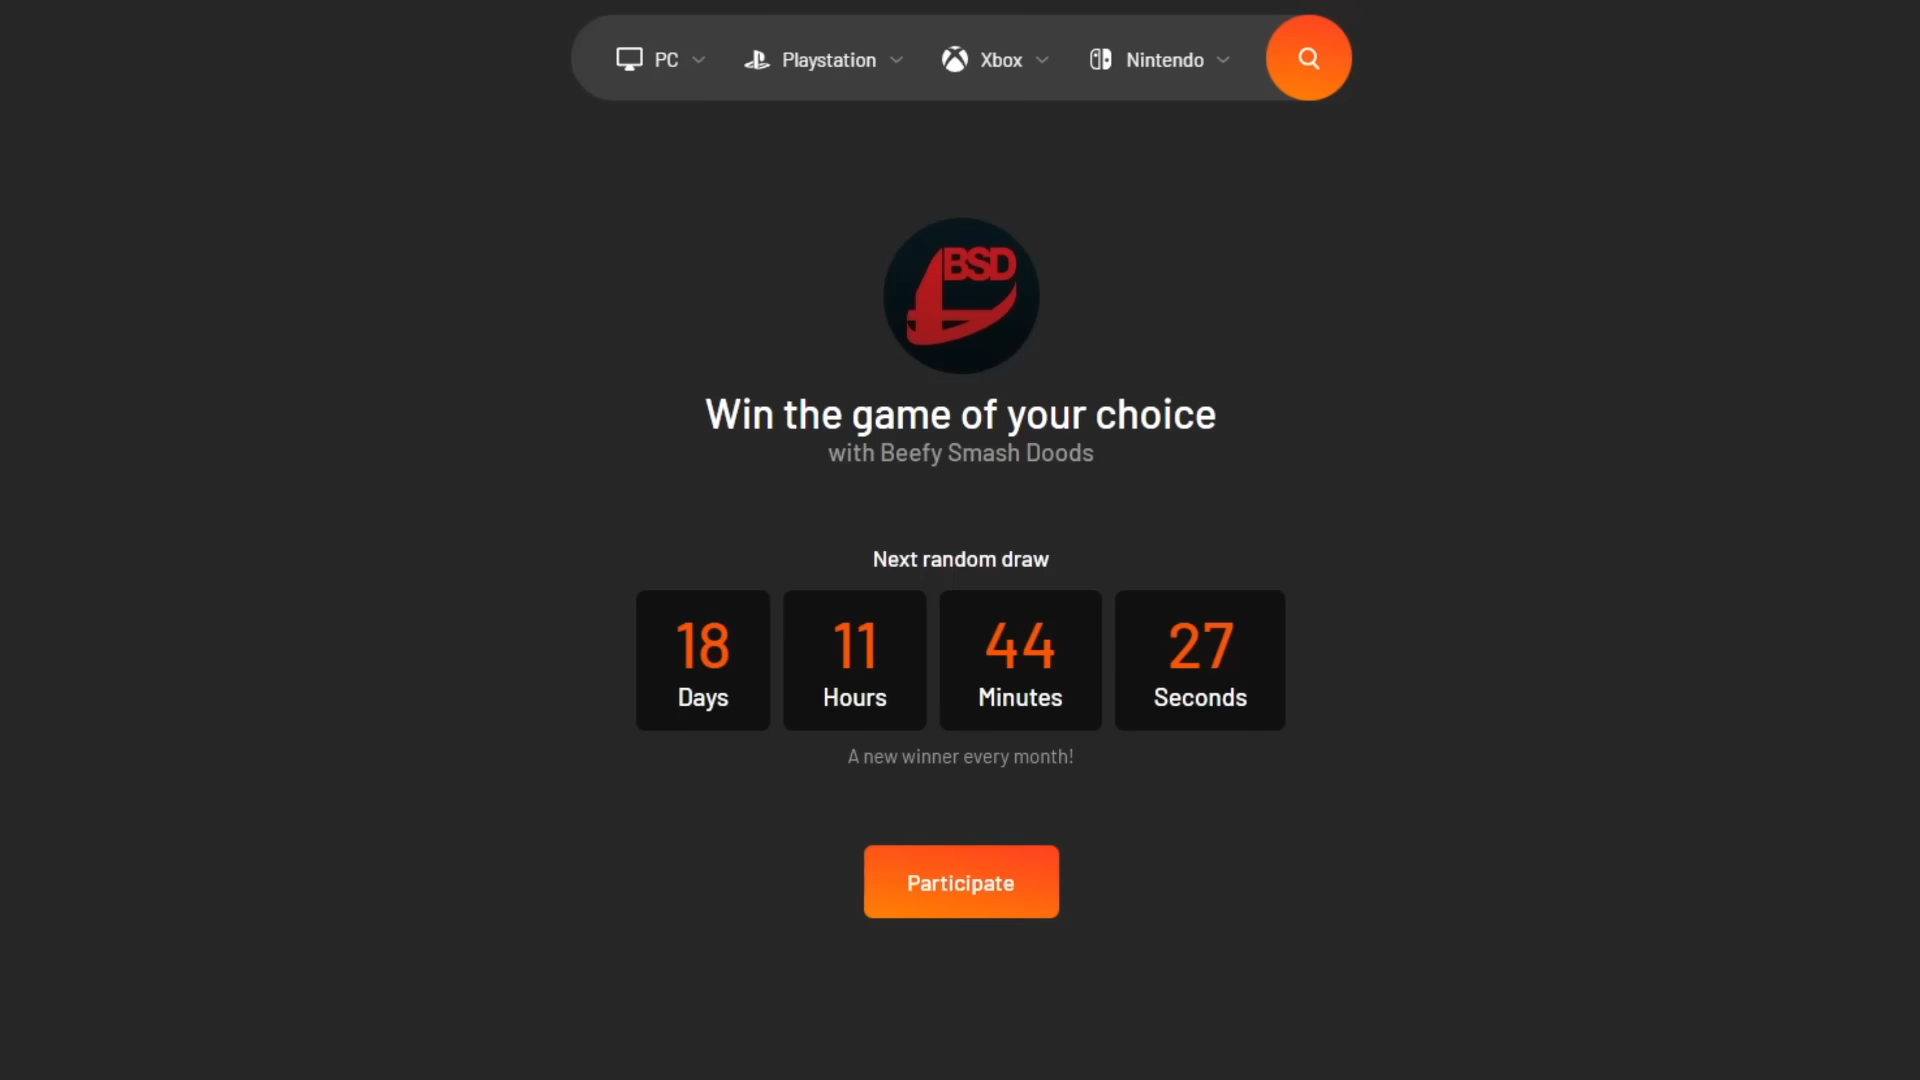 PC Playstation Xbox Nintendo
BSD
Win the game of your choice
with Beefy Smash Doods
Next random draw
18 11 44 27
Days Hours Minutes Seconds
A new winner every month!
Participate